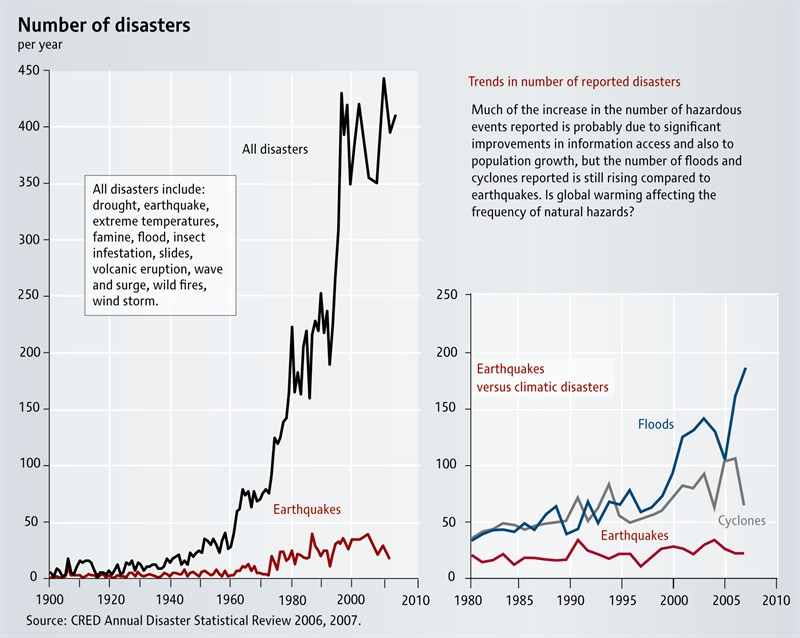 Number of disasters
per year
450
400
350
300
250
200
150
100
50
0
1900
1920
1940
1960
1980
2000
2010
All disasters
All disasters include:
drought, earthquake,
extreme temperatures,
famine, flood, insect
infestation, slides,
volcanic eruption, wave
and surge, wild fires,
wind storm.
Earthquakes
Trends in number of reported disasters
Much of the increase in the number of hazardous
events reported is probably due to significant
improvements in information access and also to
population growth, but the number of floods and
cyclones reported is still rising compared to
earthquakes. Is global warming affecting the
frequency of natural hazards?
250
200
150
100
50
0
1980
1985
1990
1995
2000
2005
2010
Earthquakes
versus climatic disasters
Floods
Cyclones
Earthquakes
Source: CRED Annual Disaster Statistical Review 2006, 2007.